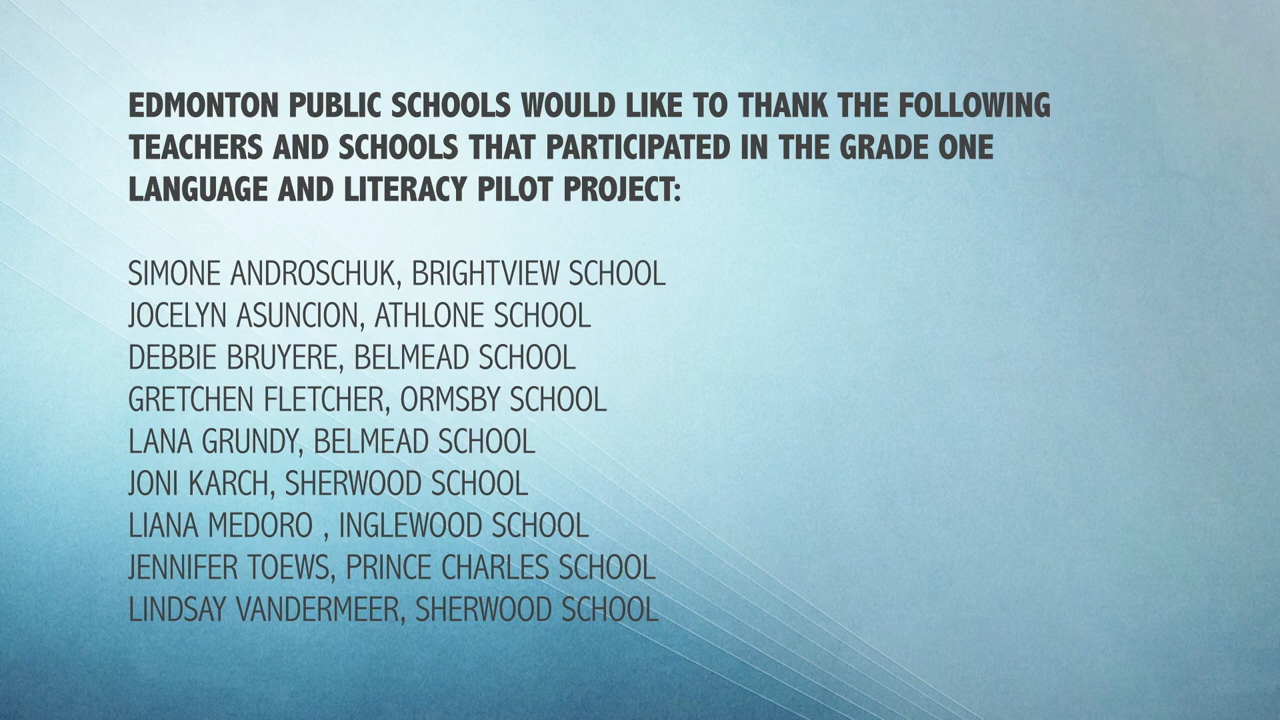 EDMONTON PUBLIC SCHOOLS WOULD LIKE TO THANK THE FOLLOWING
TEACHERS AND SCHOOLS THAT PARTICIPATED IN THE GRADE ONE
LANGUAGE AND LITERACY PILOT PROJECT:
SIMONE ANDROSCHUK, BRIGHTVIEW SCHOOL
JOCELYN ASUNCION, ATHLONE SCHOOL
DEBBIE BRUYERE, BELMEAD SCHOOL
GRETCHEN FLETCHER, ORMSBY SCHOOL
LANA GRUNDY, BELMEAD SCHOOL
JONI KARCH, SHERWOOD SCHOOL
LIANA MEDORO , INGLEWOOD SCHOOL
JENNIFER TOEWS, PRINCE CHARLES SCHOOL
LINDSAY VANDERMEER, SHERWOOD SCHOOL